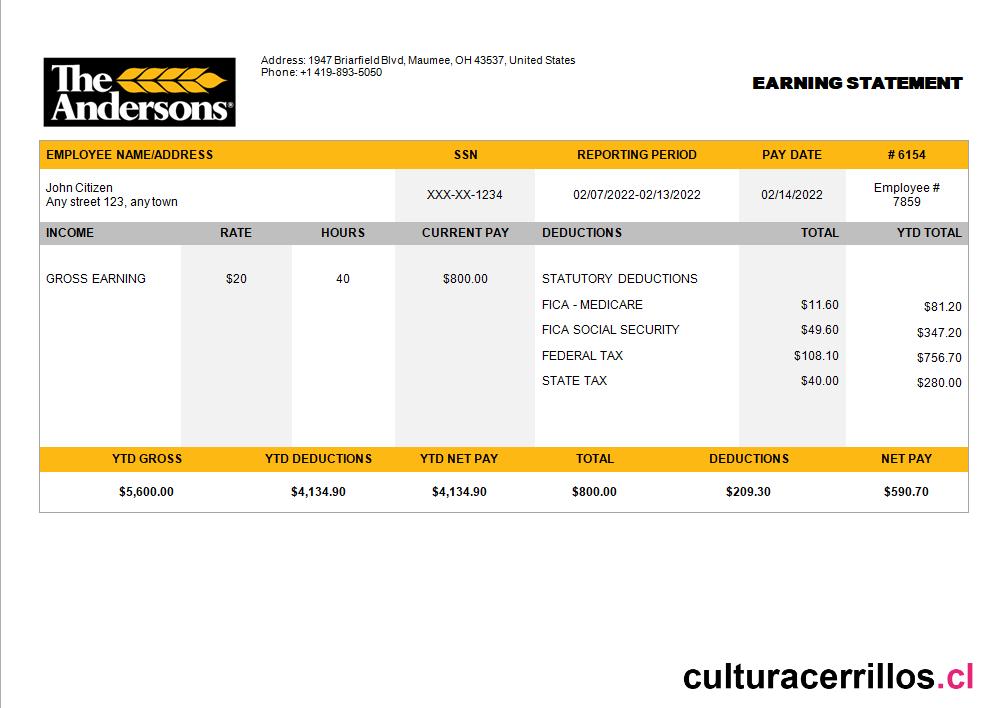 The
Andersons®
Address: 1947 Briarfield Blvd, Maumee, OH 43537, United States
Phone: +1 419-893-5050
EARNING STATEMENT
EMPLOYEE NAME/ADDRESS SSN REPORTING PERIOD PAY DATE # 6154
John Citizen
Any street 123, any town
XXX-XX-1234 02/07/2022-02/13/2022 02/14/2022
Employee #
7859
INCOME RATE HOURS CURRENT PAY DEDUCTIONS TOTAL YTD TOTAL
GROSS EARNING $20 40 $800.00 STATUTORY DEDUCTIONS
FICA - MEDICARE $11.60 $81.20
FICA SOCIAL SECURITY $49.60 $347.20
FEDERAL TAX $108.10 $756.70
STATE TAX $40.00 $280.00
YTD GROSS YTD DEDUCTIONS YTD NET PAY TOTAL DEDUCTIONS NET PAY
$5,600.00 $4,134.90 $4,134.90 $800.00 $209.30 $590.70
culturacerrillos.cl